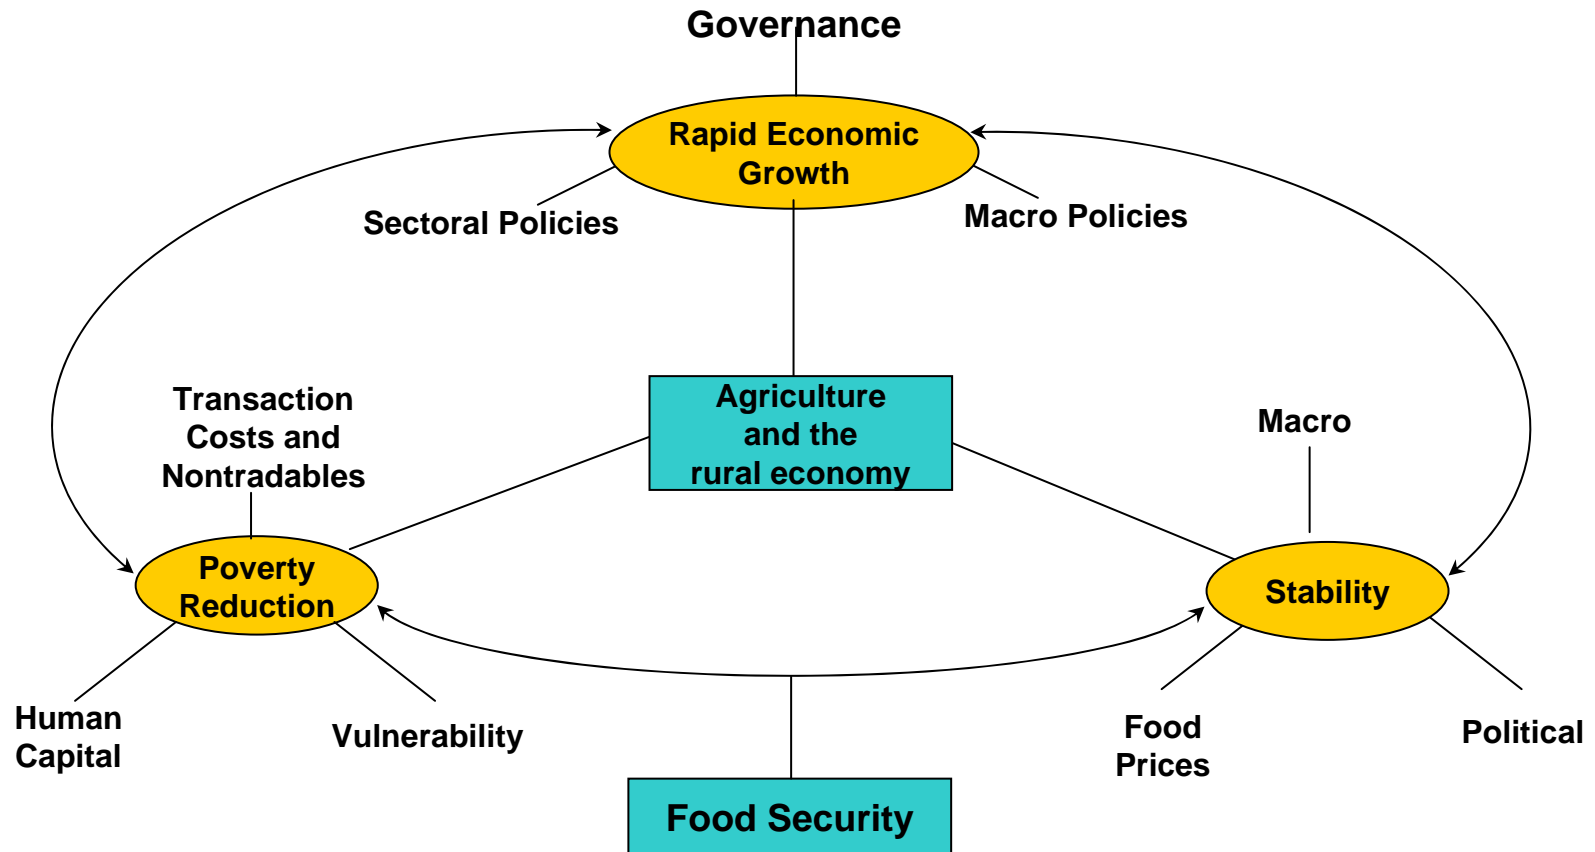 Governance
Rapid Economic
Growth
Sectoral Policies
Macro Policies
Transaction
Costs and
Nontradables
Agriculture
and the
rural economy
Macro
Poverty
Reduction
Stability
Human
Capital
Vulnerability
Food
Prices
Political
Food Security